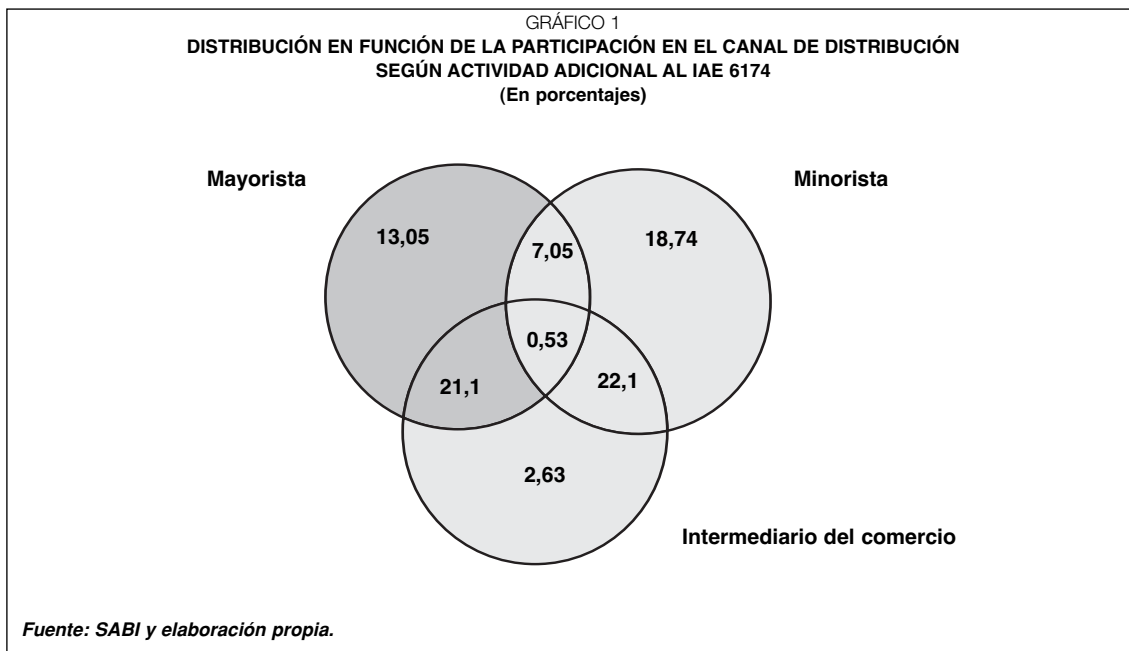 GRÁFICO 1
DISTRIBUCIÓN EN FUNCIÓN DE LA PARTICIPACIÓN EN EL CANAL DE DISTRIBUCIÓN
SEGÚN ACTIVIDAD ADICIONAL AL IAE 6174
(En porcentajes)
Mayorista
Minorista
13,05
7,05
18,74
0,53
21,1
22,1
2,63
Intermediario del comercio
Fuente: SABI y elaboración propia.